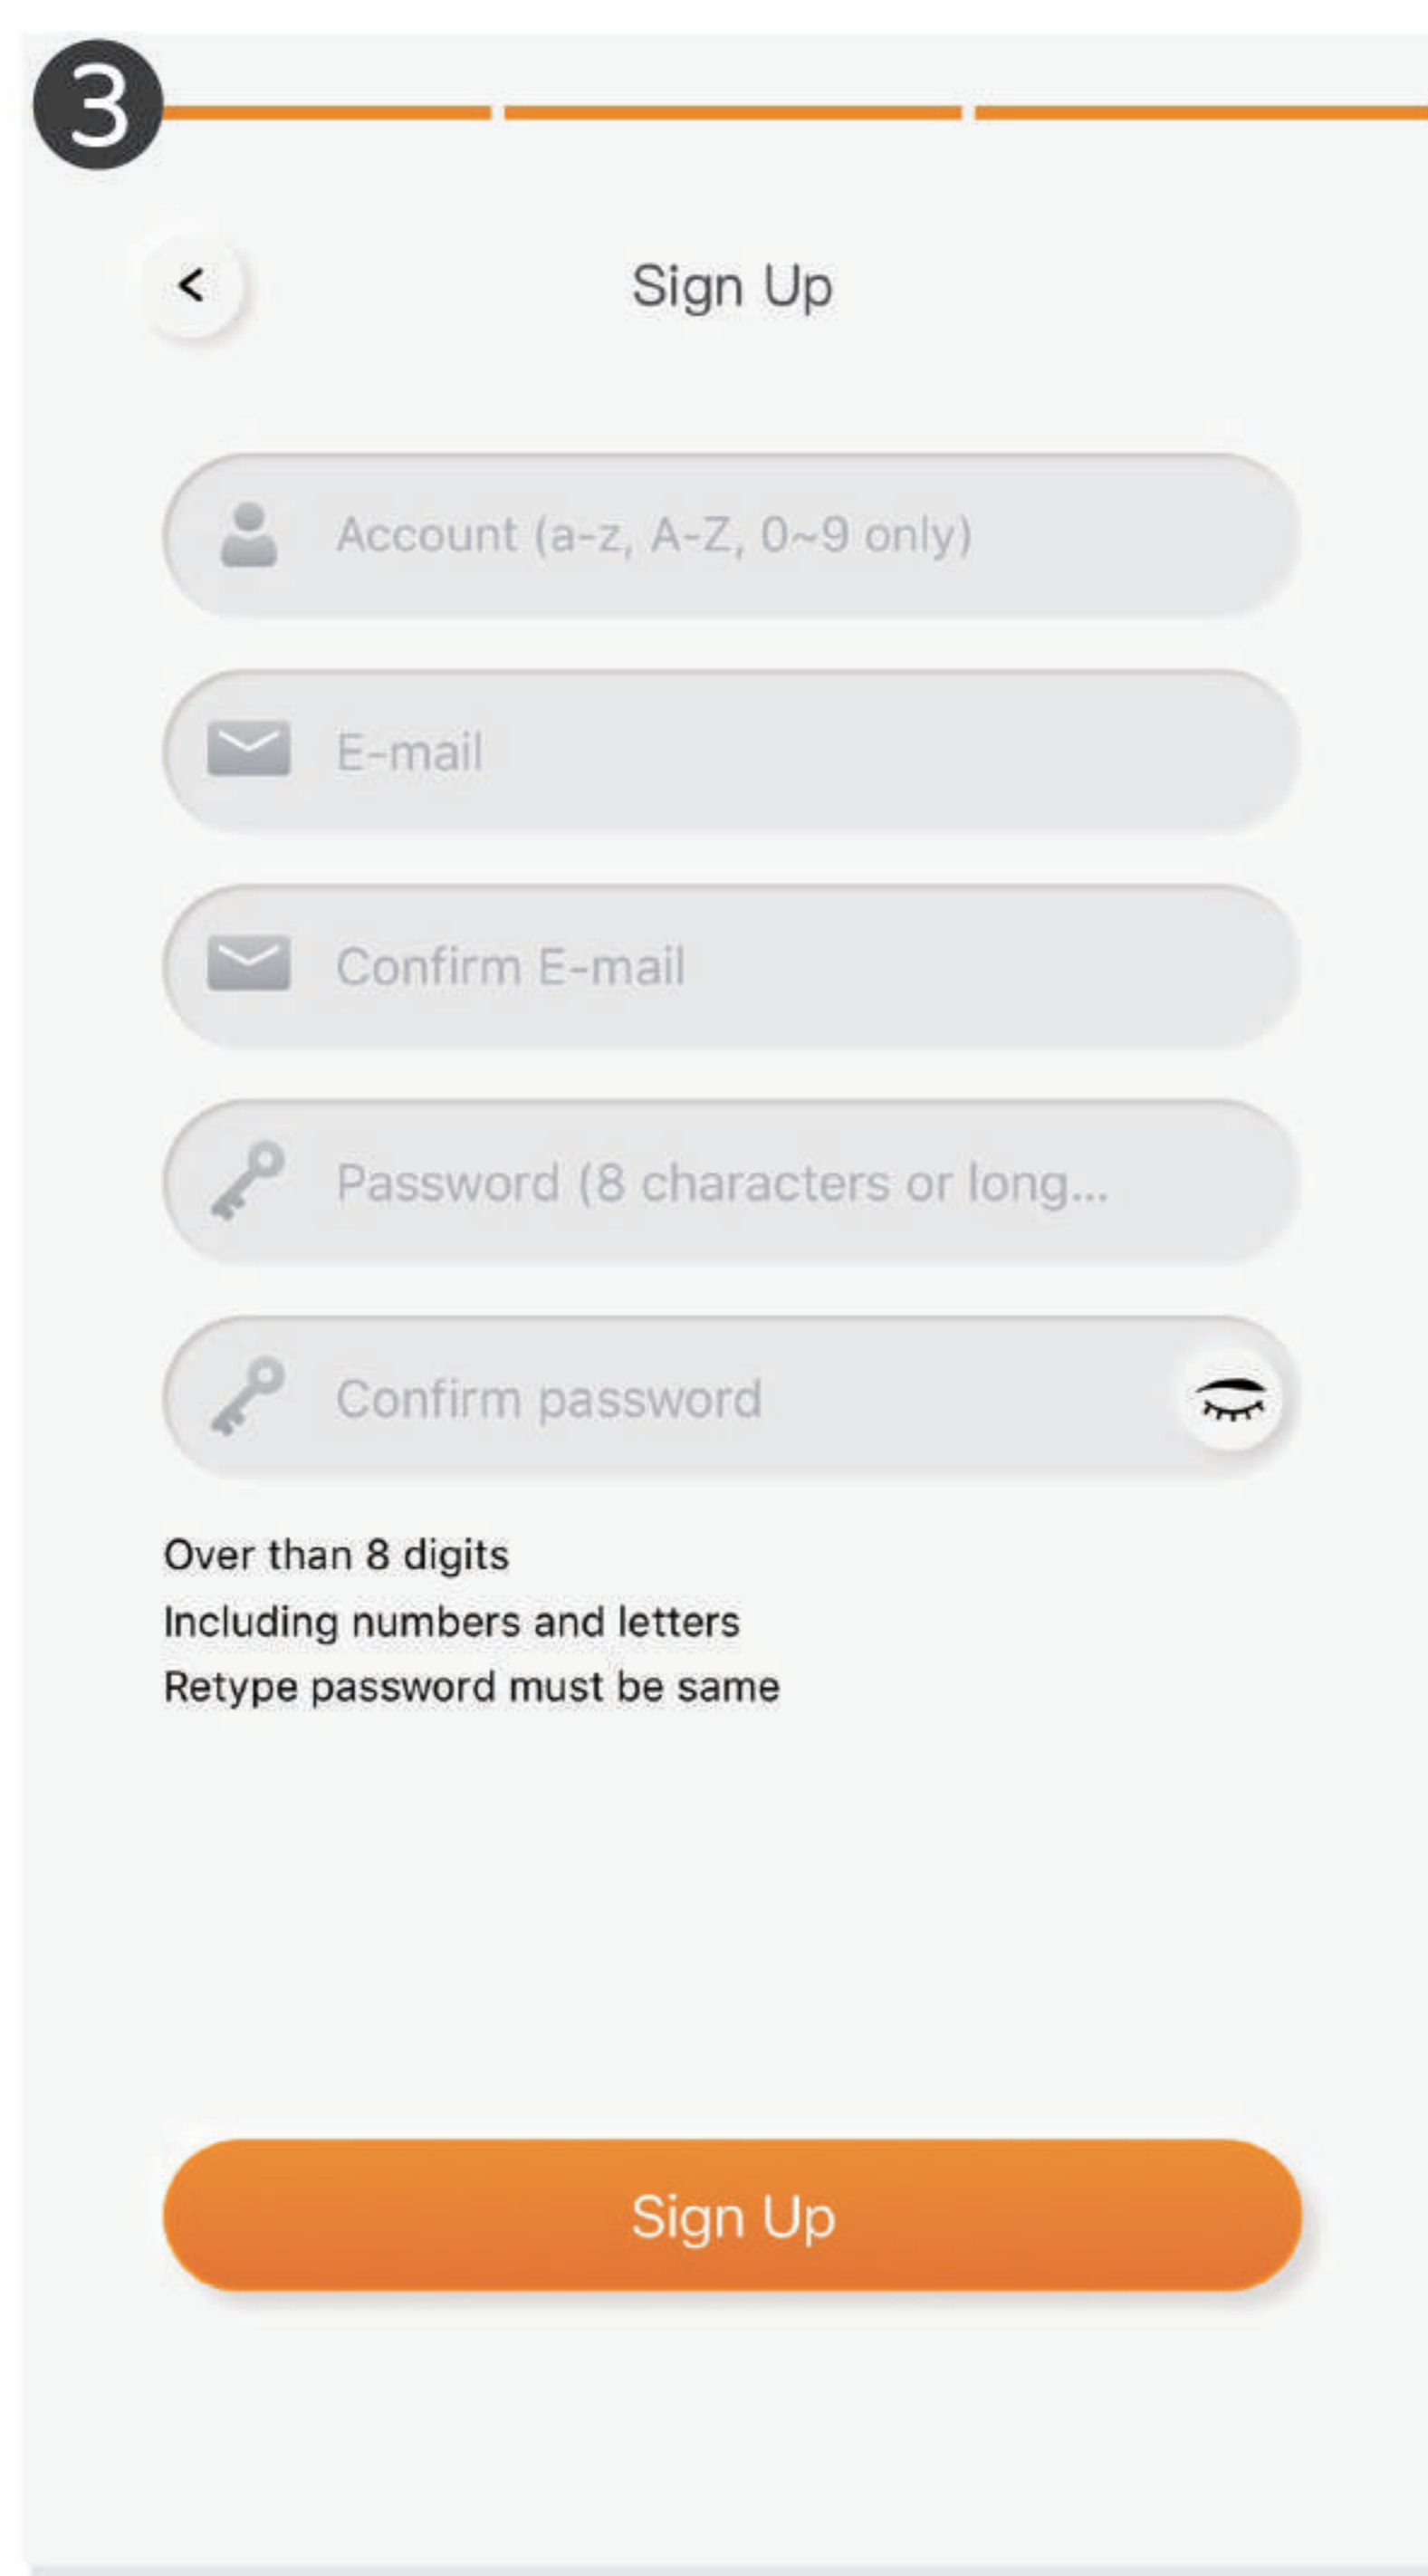 3
Sign Up
Account (a-z, A-Z, 0~9 only)
E-mail
Confirm E-mail
Password (8 characters or long...
Confirm password
Over than 8 digits
Including numbers and letters
Retype password must be same
Sign Up